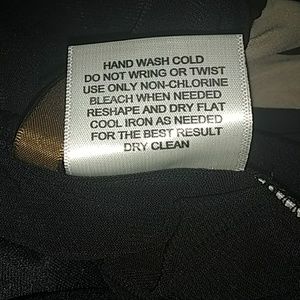 HAND WASH COLD
DO NOT WRING OR TWIST
USE ONLY NON-CHLORINE
BLEACH WHEN NEEDED
RESHAPE AND DRY FLAT
COOL IRON AS NEEDED
FOR THE BEST RESULT
DRY CLEAN